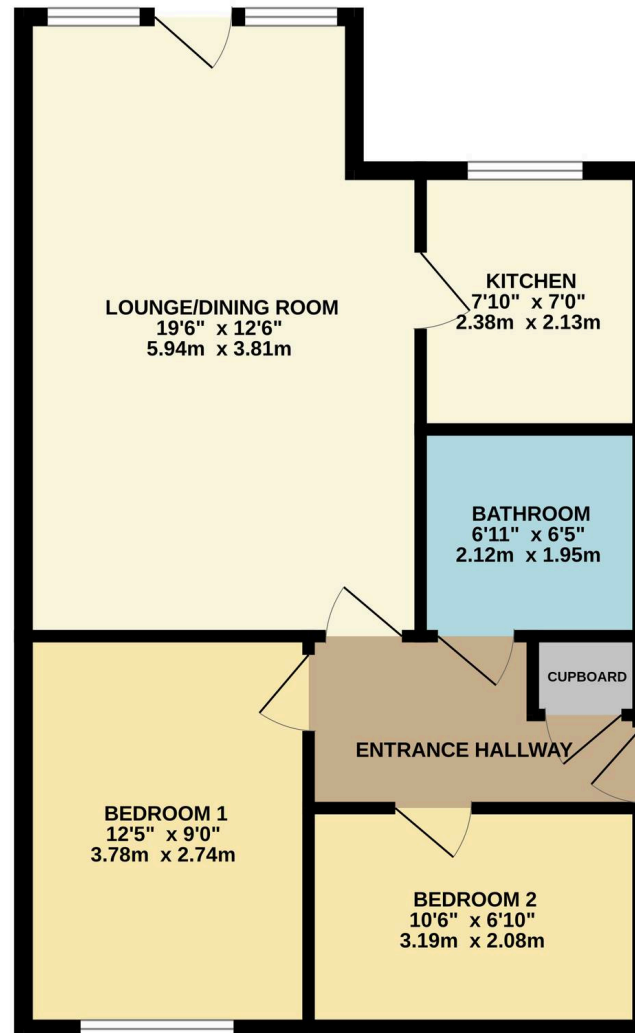 LOUNGE/DINING ROOM
19'6" x 12'6"
5.94m x 3.81m
KITCHEN
7'10" x 7'0"
2.38m x 2.13m
BATHROOM
6'11" x 6'5"
2.12m x 1.95m
CUPBOARD
ENTRANCE HALLWAY
BEDROOM 1
12'5" x 9'0"
3.78m x 2.74m
BEDROOM 2
10'6" x 6'10"
3.19m x 2.08m